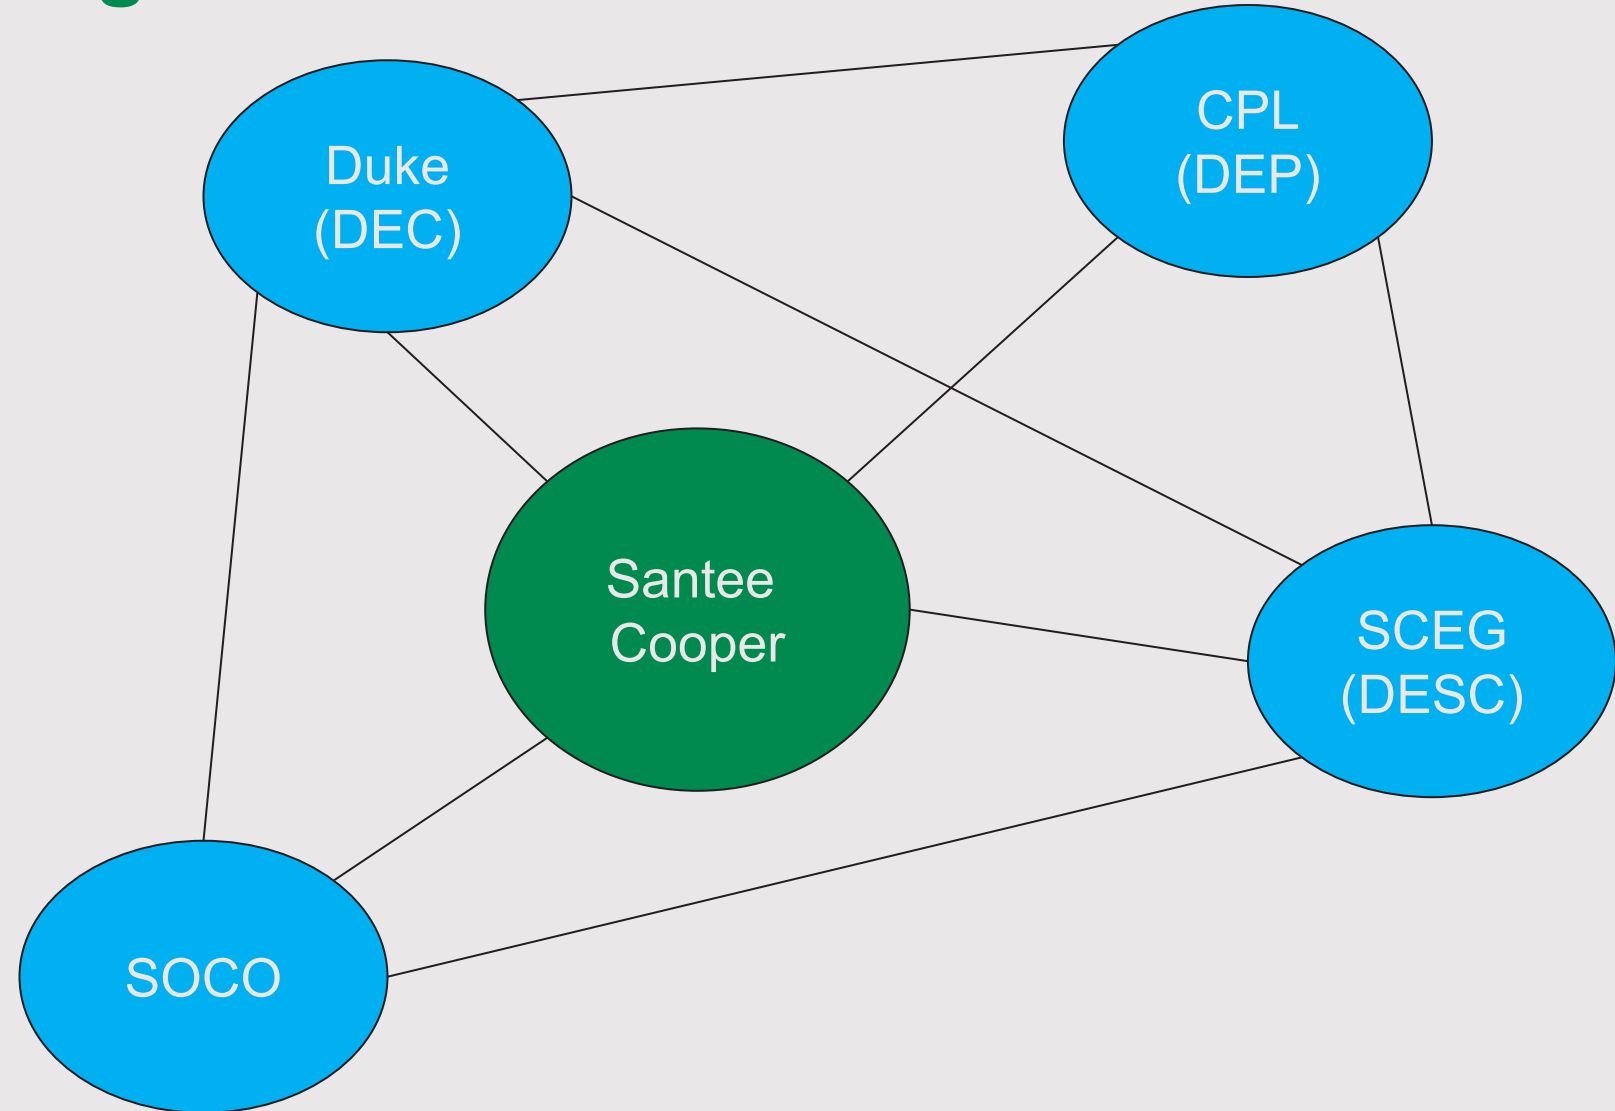 Duke
(DEC)
CPL
(DEP)
Santee
Cooper
SCEG
(DESC)
SOCO